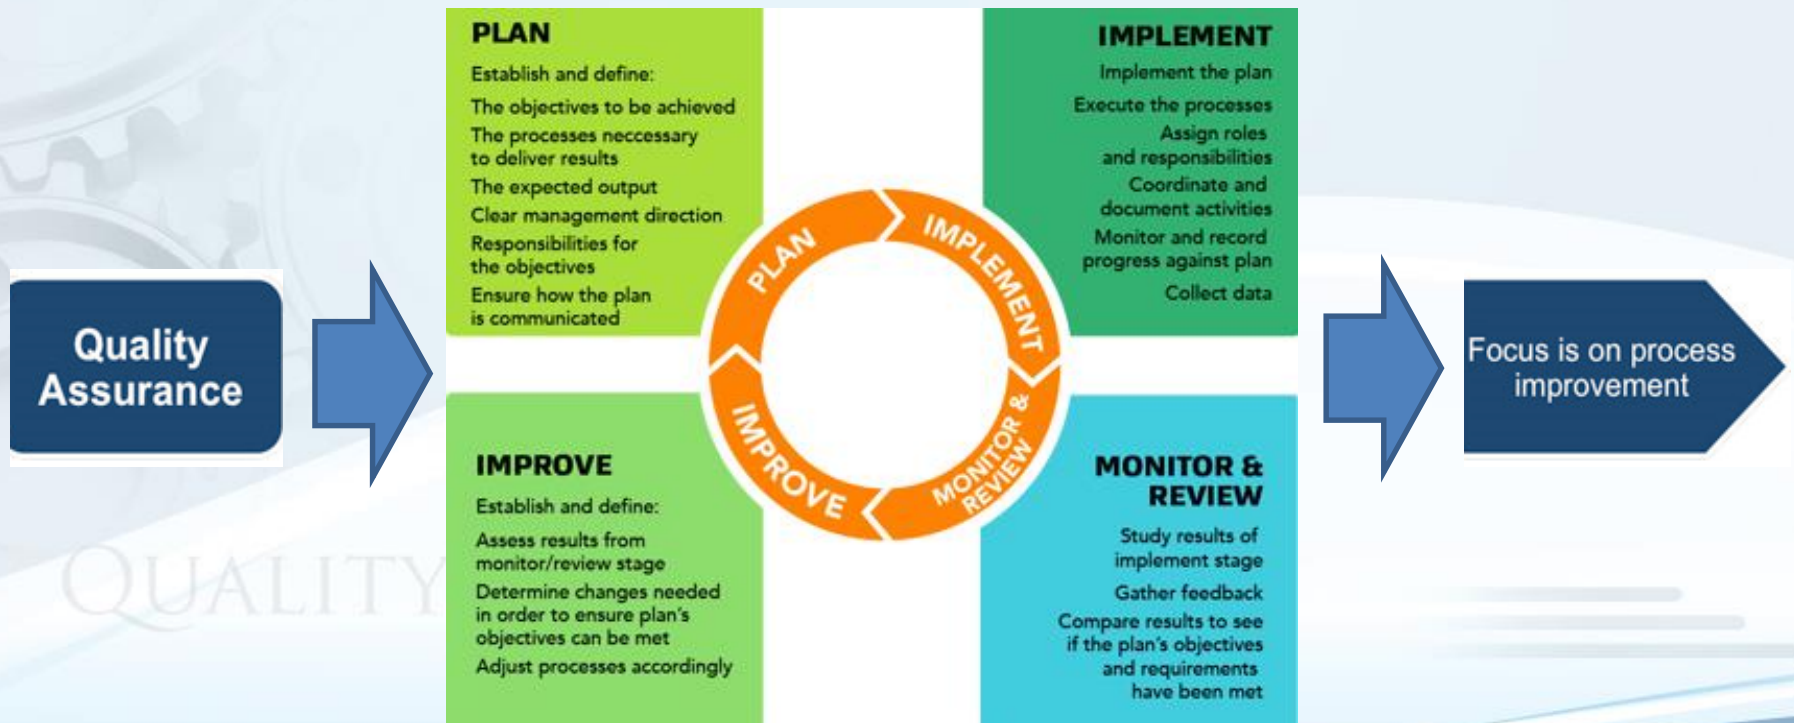 Quality
Assurance
PLAN
Establish and define:
The objectives to be achieved
The processes neccessary
to deliver results
The expected output
Clear management direction
Responsibilities for
the objectives
Ensure how the plan
is communicated
IMPLEMENT
Implement the plan
Execute the processes
Assign roles
and responsibilities
Coordinate and
document activities
Monitor and record
progress against plan
Collect data
PLAN
IMPLEMENT
MONITOR &
REVIEW
IMPROVE
IMPROVE
Establish and define:
Assess results from
monitor/review stage
Determine changes needed
in order to ensure plan's
objectives can be met
Adjust processes accordingly
MONITOR &
REVIEW
Study results of
implement stage
Gather feedback
Compare results to see
if the plan's objectives
and requirements
have been met
Focus is on process
improvement
QUALITY